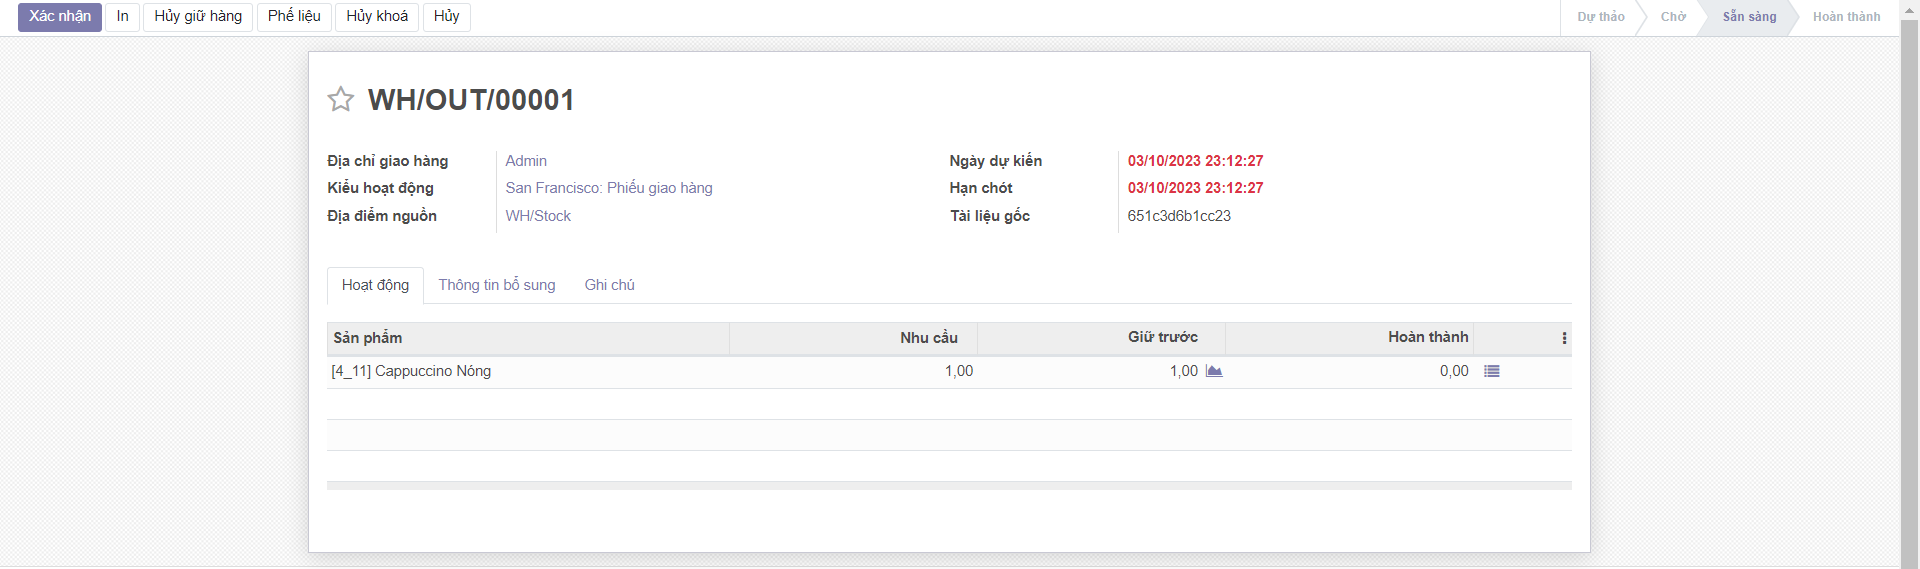 Xác nhận In Hủy giữ hàng Phế liệu Hủy khoá Hủy Dự thảo Chờ Sẵn sàng Hoàn thành
WH/OUT/00001
Địa chỉ giao hàng Admin Ngày dự kiến 03/10/2023 23:12:27
Kiểu hoạt động San Francisco: Phiếu giao hàng Hạn chót 03/10/2023 23:12:27
Địa điểm nguồn WH/Stock Tài liệu gốc 651c3d6b1cc23
Hoạt động Thông tin bổ sung Ghi chú
Sản phẩm Nhu cầu Giữ trước Hoàn thành
[4_11] Cappuccino Nóng 1,00 1,00 0,00